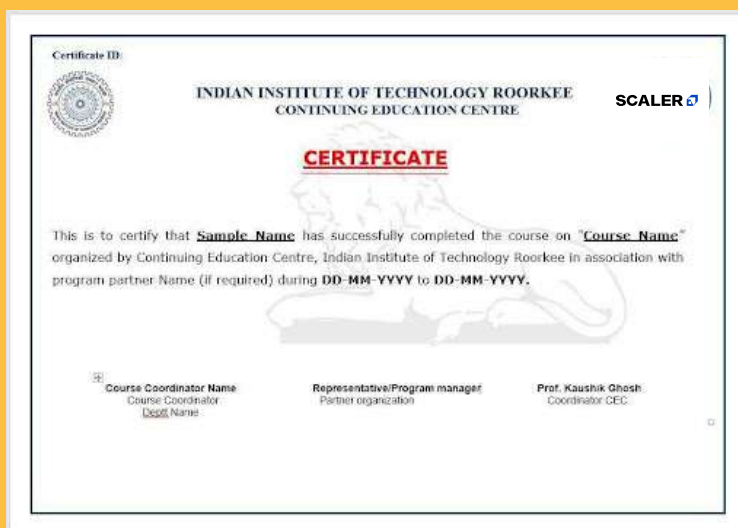 Certificate ID:
INDIAN INSTITUTE OF TECHNOLOGY ROORKEE
CONTINUING EDUCATION CENTRE
SCALER
CERTIFICATE
This is to certify that Sample Name has successfully completed the course on "Course Name"
organized by Continuing Education Centre, Indian Institute of Technology Roorkee in association with
program partner Name (if required) during DD-MM-YYYY to DD-MM-YYYY.
Course Coordinator Name
Course Coordinator
Deptt Name
Representative/Program manager
Partner organization
Prof. Kaushik Ghosh
Coordinator CEC